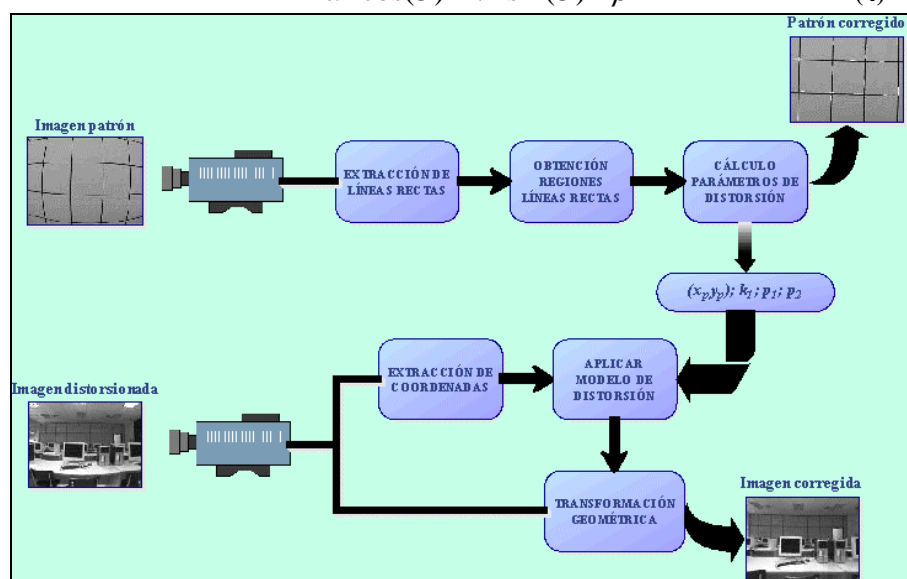 Patrón corregido
Imagen patrón
EXTRACCIÓN DE
LÍNEAS RECTAS
OBTENCIÓN
REGIONES
LÍNEAS RECTAS
CÁLCULO
PARÁMETROS DE
DISTORSIÓN
(xp,yp); k1; p1; p2
Imagen distorsionada
EXTRACCIÓN DE
COORDENADAS
APLICAR
MODELO DE
DISTORSIÓN
TRANSFORMACIÓN
GEOMÉTRICA
Imagen corregida